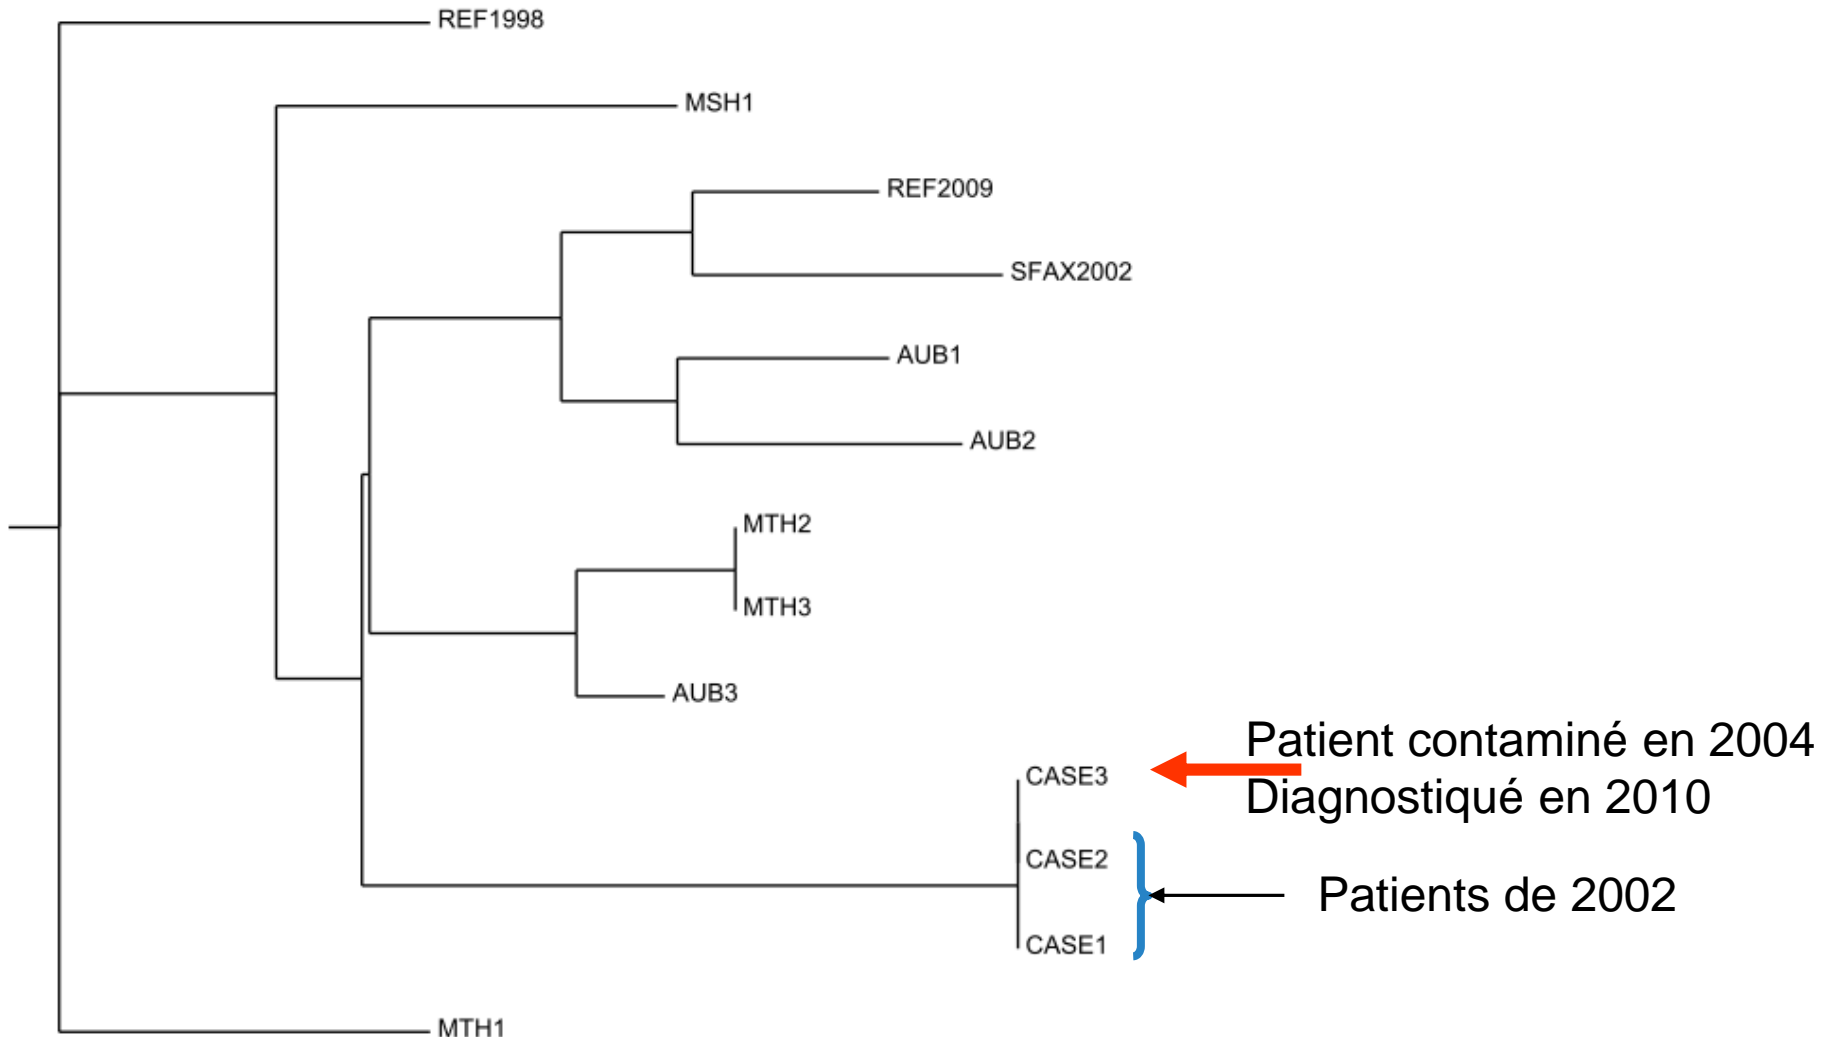 REF1998
MSH1
REF2009
SFAX2002
AUB1
AUB2
MTH2
MTH3
AUB3
CASE3
Patient contaminé en 2004
Diagnostiqué en 2010
CASE2
Patients de 2002
CASE1
MTH1